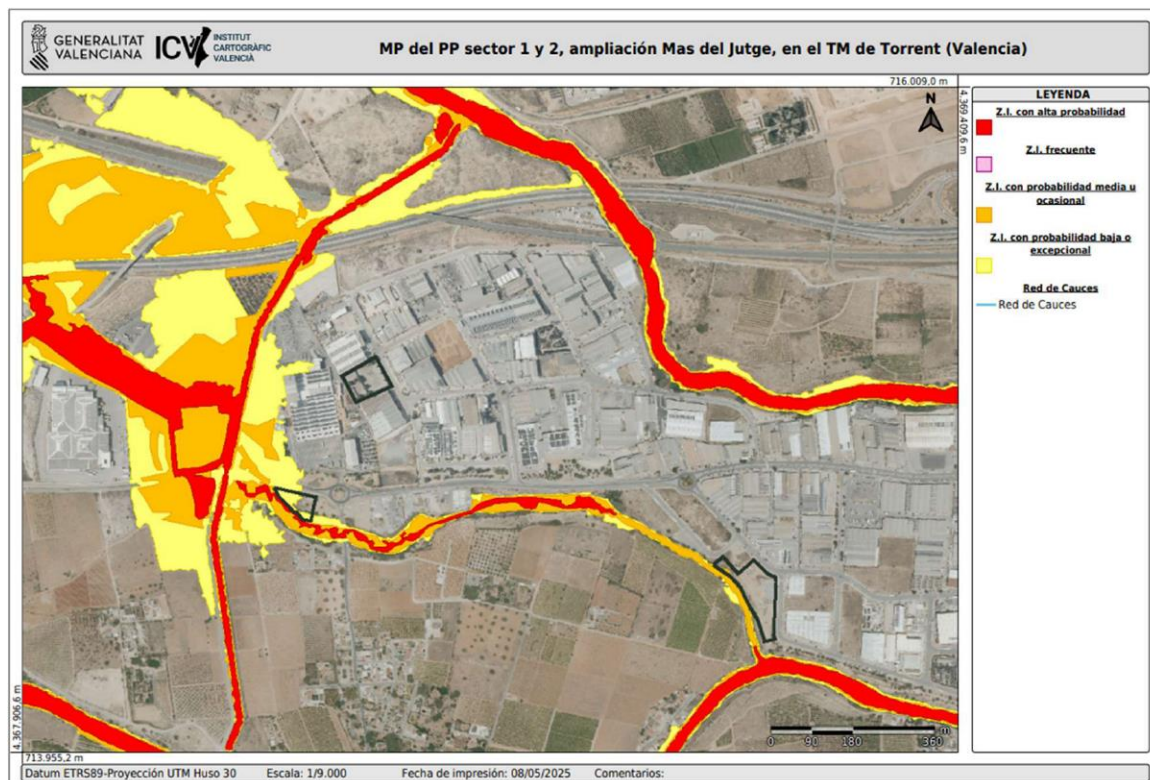 GENERALITAT
VALENCIANA
ICV
INSTITUT
CARTOGRÀFIC
VALENCIÀ
MP del PP sector 1 y 2, ampliación Mas del Jutge, en el TM de Torrent (Valencia)
716.009,0 m
4.369.409,6 m
N
LEYENDA
Z.I. con alta probabilidad
Z.I. frecuente
Z.I. con probabilidad media u
ocasional
Z.I. con probabilidad baja o
excepcional
Red de Cauces
Red de Cauces
4.367.906,6 m
m
0 90 180 360
713.955,2 m
Datum ETRS89-Proyección UTM Huso 30 Escala: 1/9.000 Fecha de impresión: 08/05/2025 Comentarios: